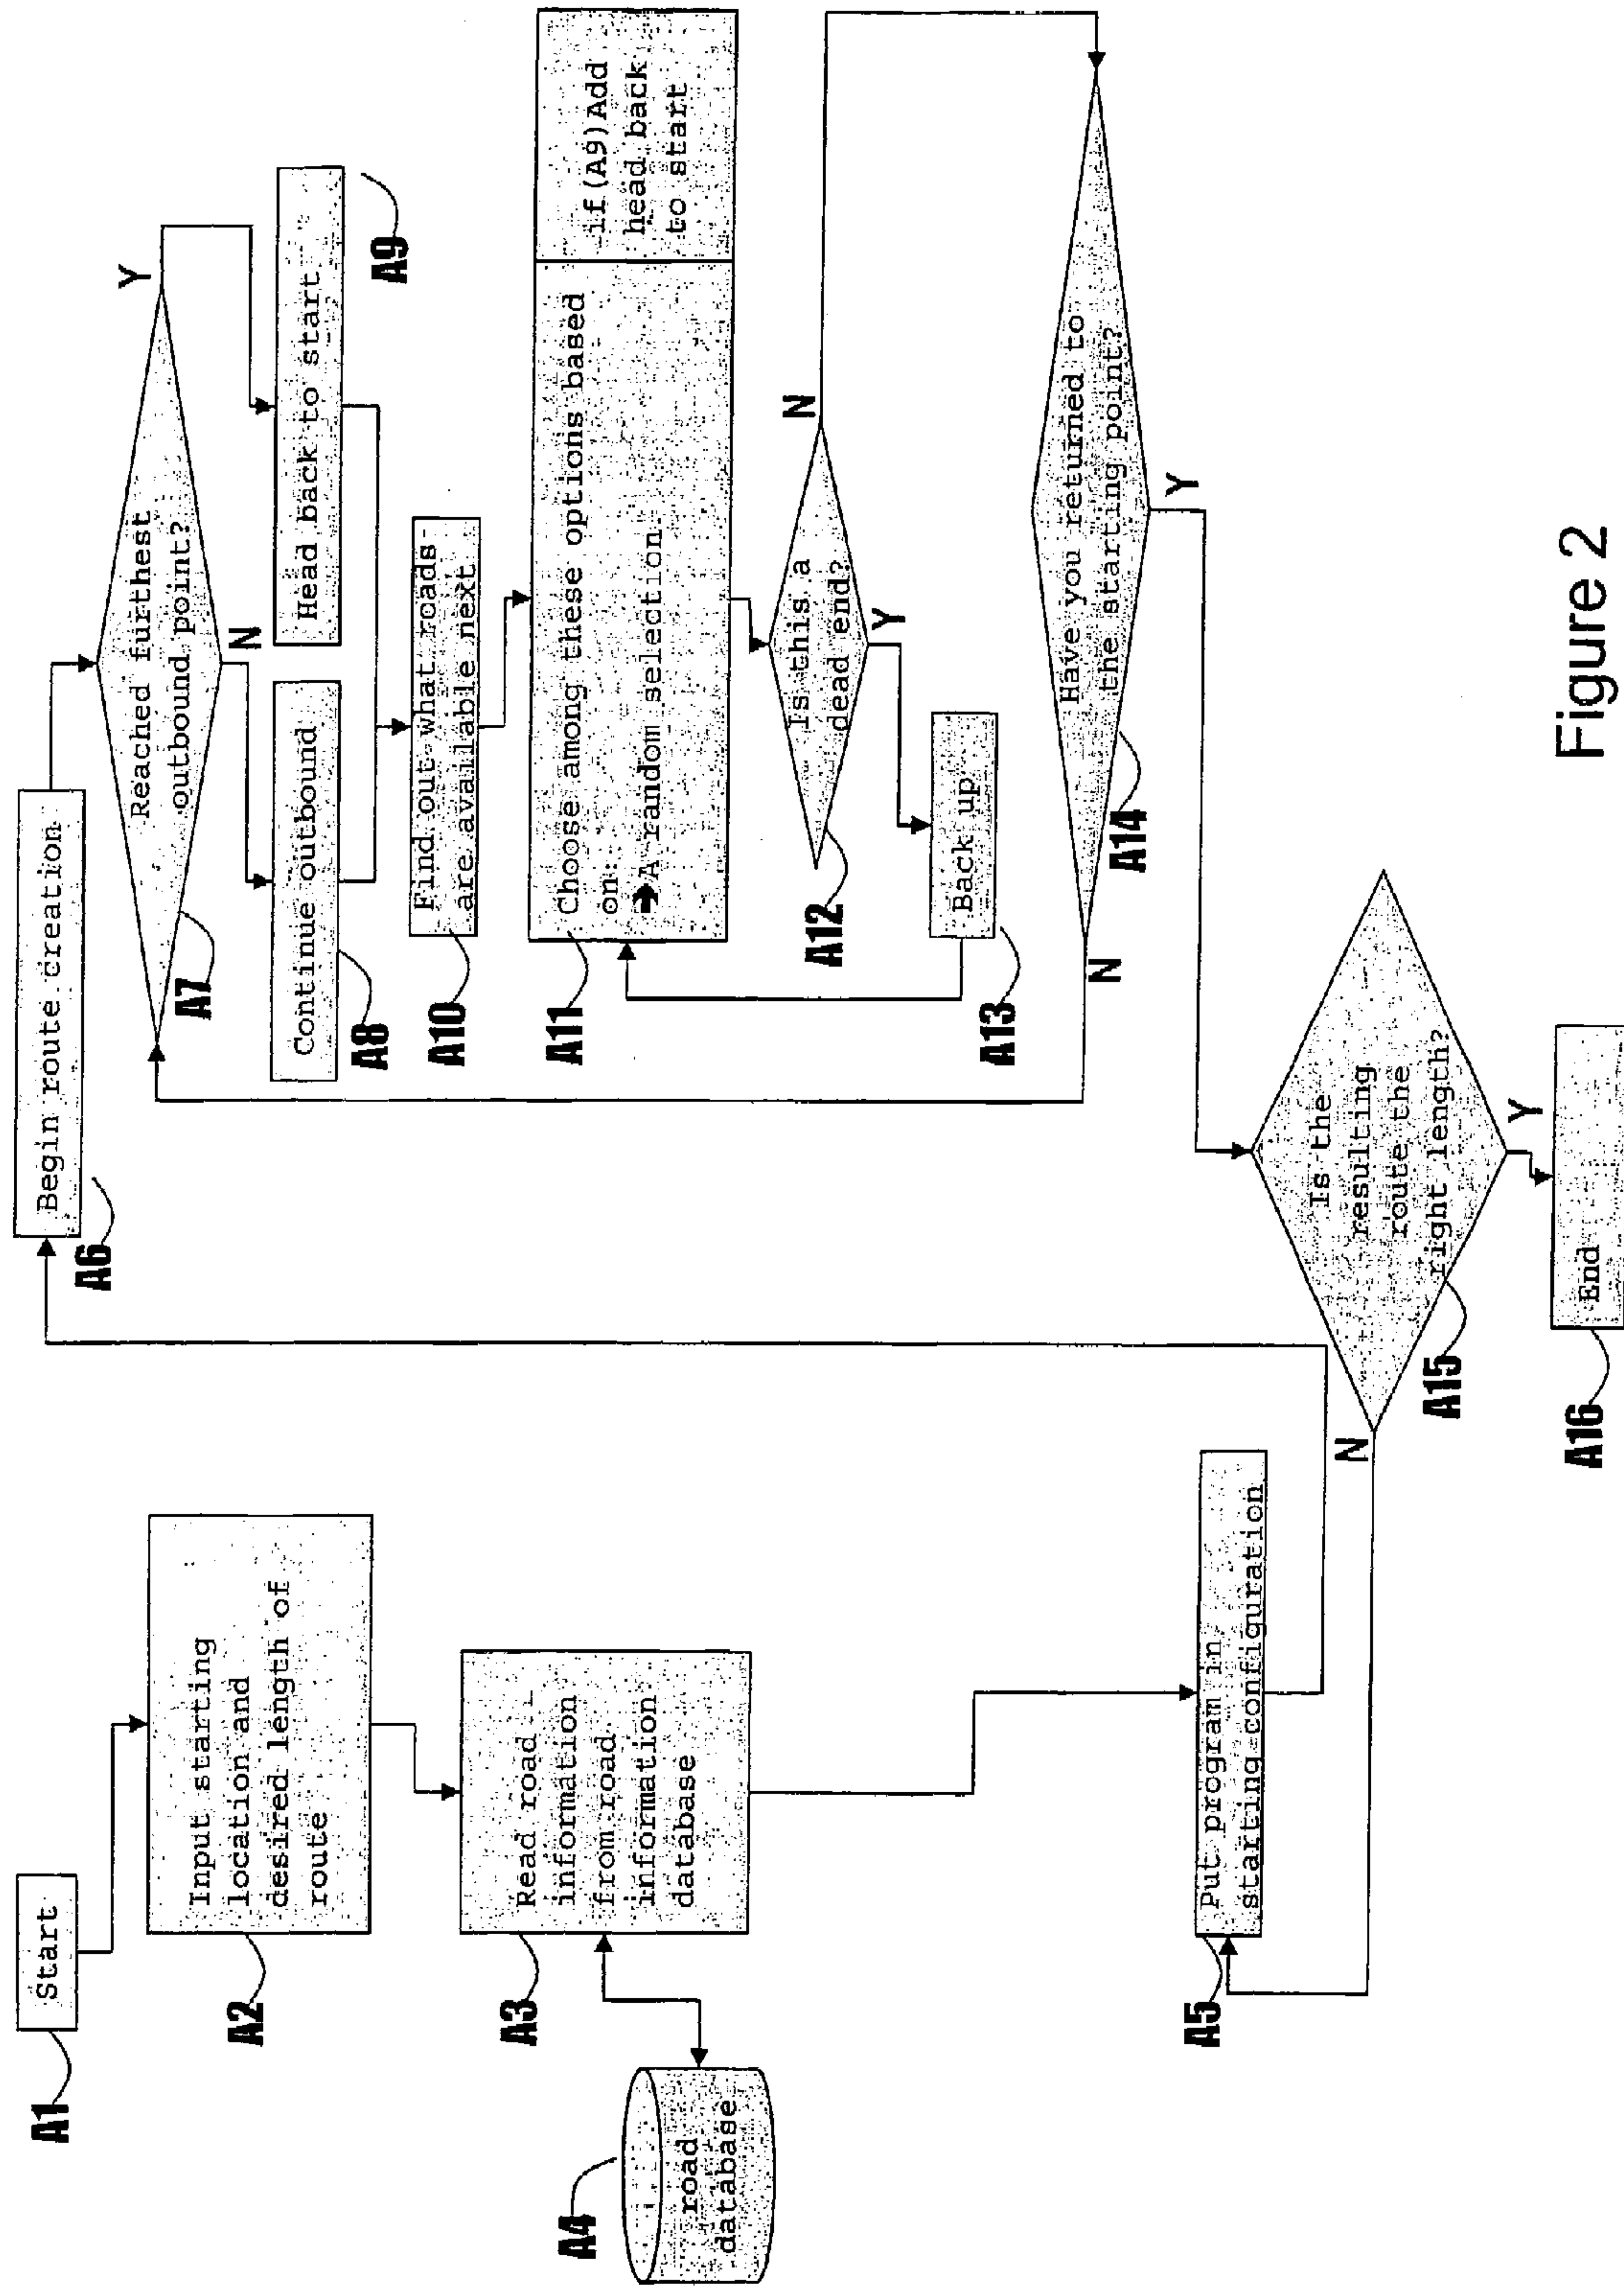 A1
Start
A2
Input starting
location and
desired length of
route
A3
Read road
information
from road
information
database
A4
road
database
A5
Put program in
starting configuration
A6
Begin route creation
A7
Reached furthest
outbound point?
Y
N
A8
Continue outbound
A9
Head back to start
A10
Find out what roads
are available next
A11
Choose among these options based
on:
➔A random selection
if(A9)Add
head back
to start
A12
Is this a
dead end?
N
Y
A13
Back up
A14
Have you returned to
the starting point?
N
Y
A15
Is the
resulting
route the
right length?
N
Y
A16
End
Figure 2